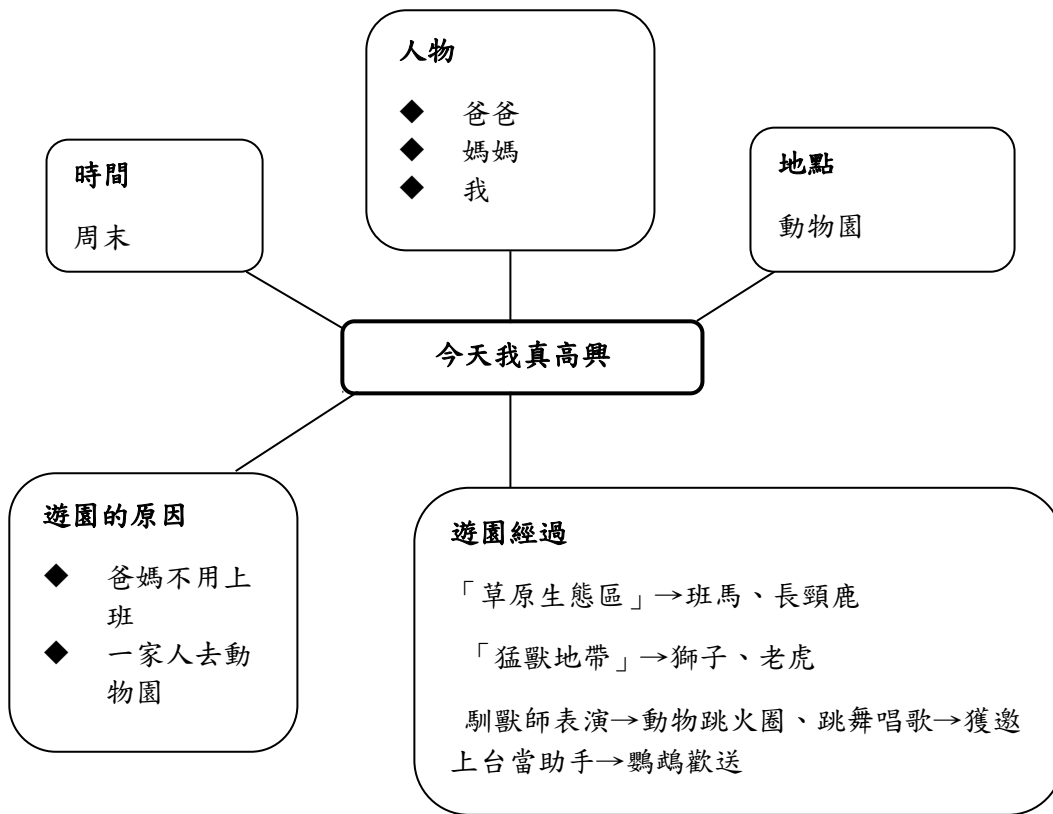 人物
◆ 爸爸
◆ 媽媽
◆ 我
時間
周末
地點
動物園
今天我真高興
遊園的原因
◆ 爸媽不用上
班
◆ 一家人去動
物園
遊園經過
「草原生態區」→班馬、長頸鹿
「猛獸地帶」→獅子、老虎
馴獸師表演→動物跳火圈、跳舞唱歌→獲邀
上台當助手→鸚鵡歡送